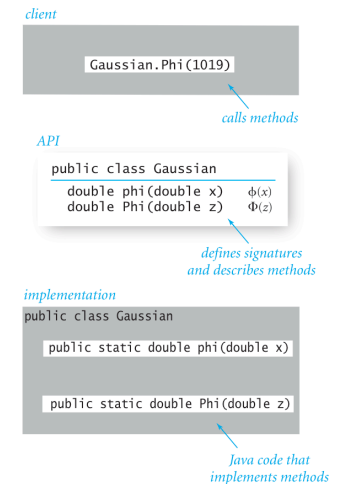 client
Gaussian.Phi(1019)
calls methods
API
public class Gaussian
double phi(double x) ϕ(x)
double Phi(double z) Φ(z)
defines signatures
and describes methods
implementation
public class Gaussian
public static double phi(double x)
public static double Phi(double z)
Java code that
implements methods